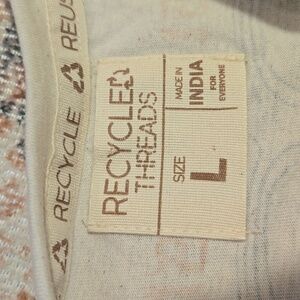 RECYCLE REUS
RECYCLED
THREADS
SIZE
L
MADE IN
INDIA
FOR
EVERYONE